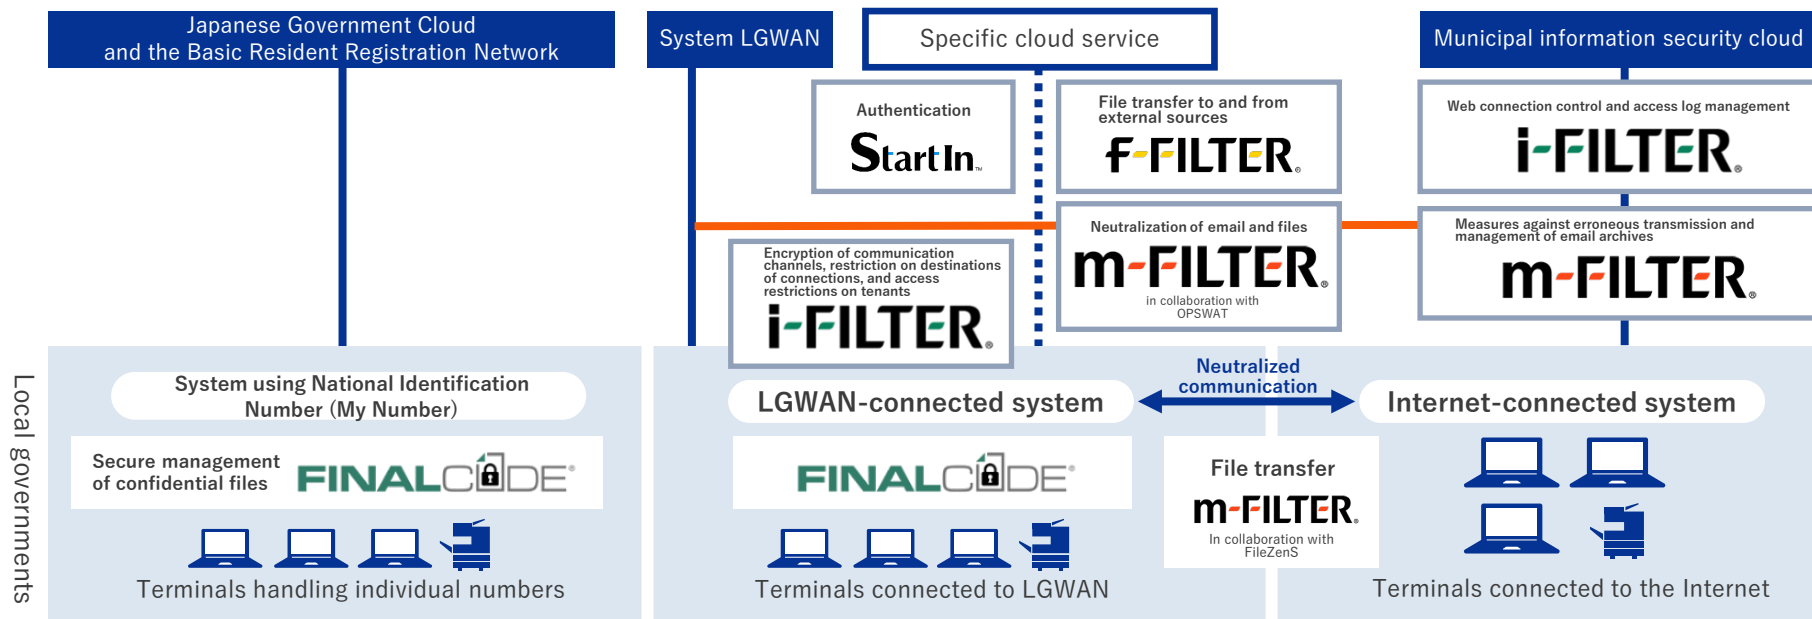 Japanese Government Cloud
and the Basic Resident Registration Network
System LGWAN
Specific cloud service
Municipal information security cloud
Authentication
StartIn™
File transfer to and from
external sources
f-FILTER®
Web connection control and access log management
i-FILTER®
Neutralization of email and files
m-FILTER®
in collaboration with
OPSWAT
Measures against erroneous transmission and
management of email archives
m-FILTER®
Encryption of communication
channels, restriction on destinations
of connections, and access
restrictions on tenants
i-FILTER®
Local governments
System using National Identification
Number (My Number)
Secure management
of confidential files
FINALCODE®
Terminals handling individual numbers
LGWAN-connected system
FINALCODE®
Terminals connected to LGWAN
Neutralized
communication
File transfer
m-FILTER®
In collaboration with
FileZenS
Internet-connected system
Terminals connected to the Internet